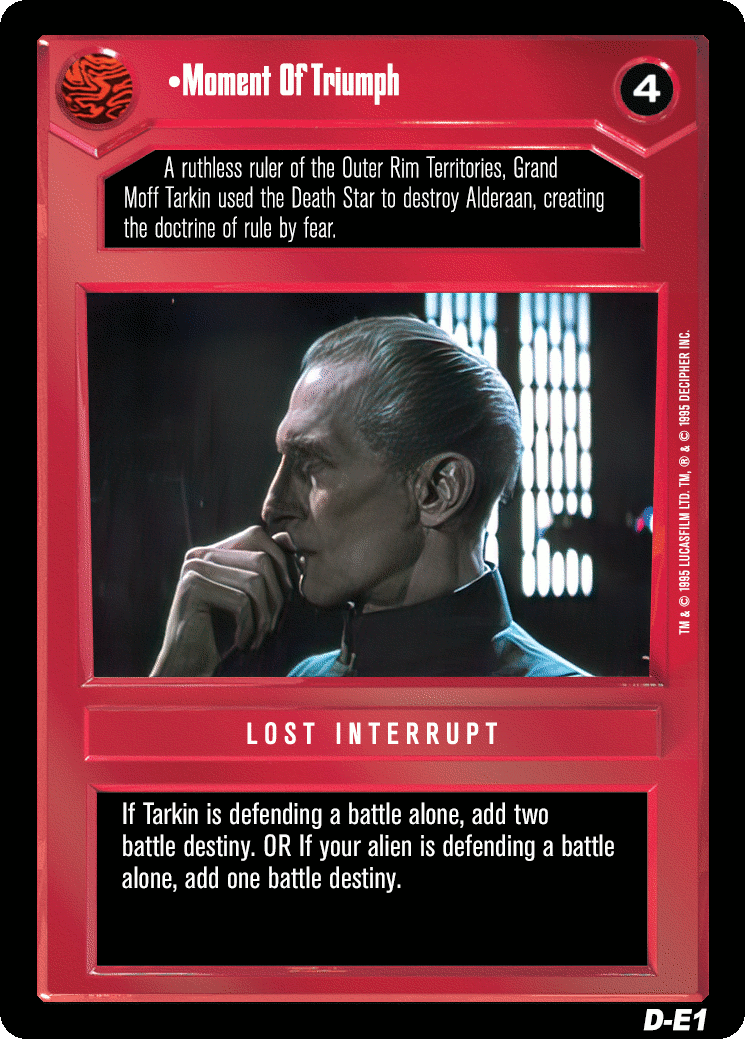 •Moment Of Triumph
4
A ruthless ruler of the Outer Rim Territories, Grand
Moff Tarkin used the Death Star to destroy Alderaan, creating
the doctrine of rule by fear.
TM & © 1995 LUCASFILM LTD. TM, ® & © 1995 DECIPHER INC.
LOST INTERRUPT
If Tarkin is defending a battle alone, add two
battle destiny. OR If your alien is defending a battle
alone, add one battle destiny.
D-E1